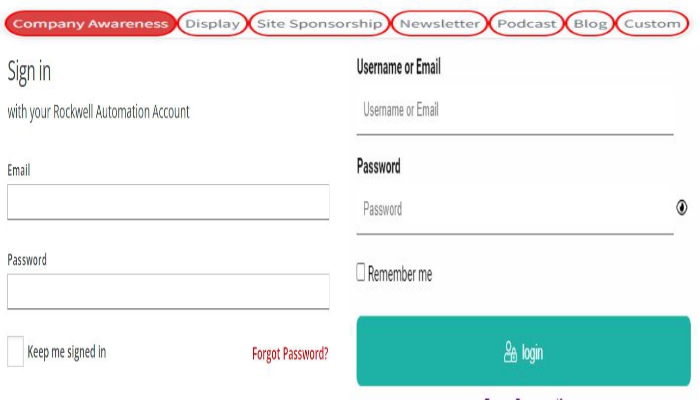 Company Awareness Display Site Sponsorship Newsletter Podcast Blog Custom
Sign in
with your Rockwell Automation Account
Email
Password
Keep me signed in Forgot Password?
Username or Email
Username or Email
Password
Password
Remember me
login